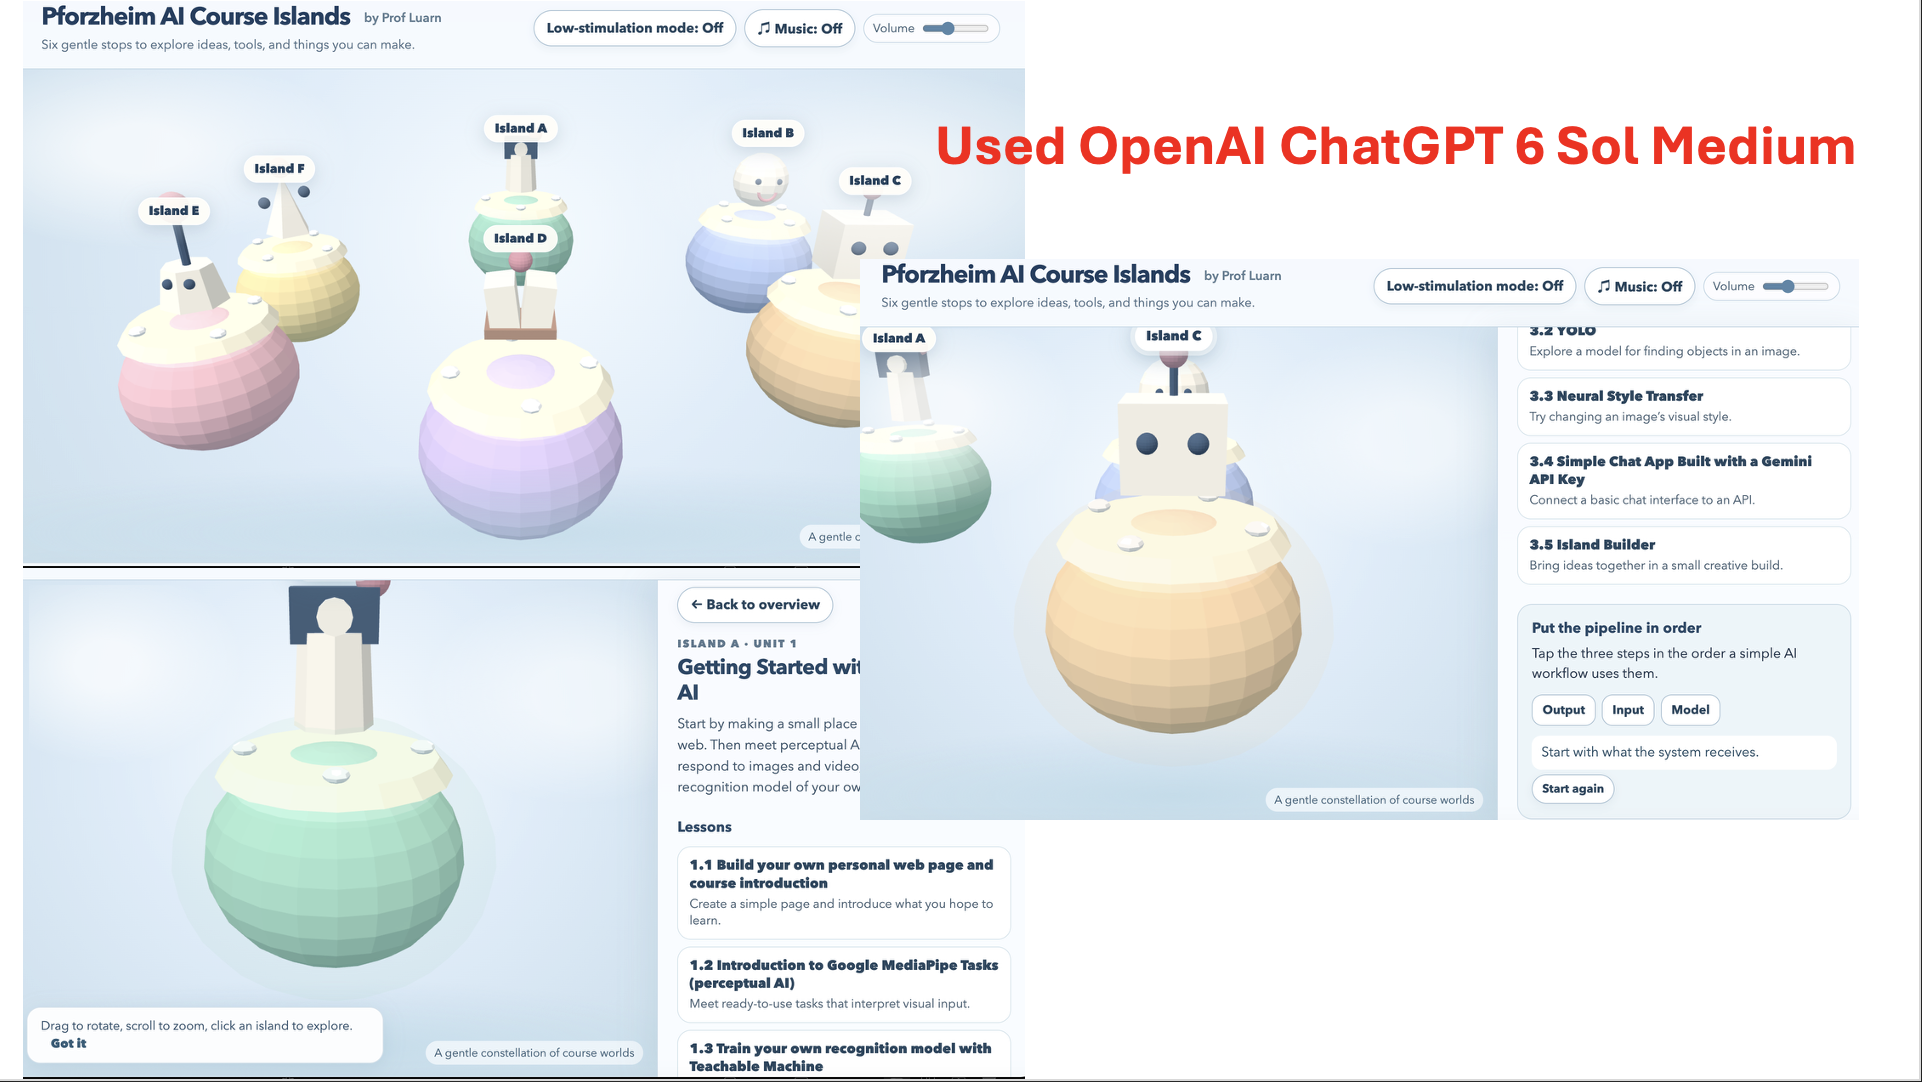 Pforzheim AI Course Islands by Prof Luarn
Six gentle stops to explore ideas, tools, and things you can make.
Low-stimulation mode: Off
♫ Music: Off
Volume
Island A
Island B
Island F
Island C
Island E
Island D
A gentle c
Used OpenAI ChatGPT 6 Sol Medium
Pforzheim AI Course Islands by Prof Luarn
Six gentle stops to explore ideas, tools, and things you can make.
Low-stimulation mode: Off
♫ Music: Off
Volume
Island A
Island C
3.2 YOLO
Explore a model for finding objects in an image.
3.3 Neural Style Transfer
Try changing an image's visual style.
3.4 Simple Chat App Built with a Gemini
API Key
Connect a basic chat interface to an API.
3.5 Island Builder
Bring ideas together in a small creative build.
Put the pipeline in order
Tap the three steps in the order a simple AI
workflow uses them.
Output
Input
Model
Start with what the system receives.
Start again
A gentle constellation of course worlds
← Back to overview
ISLAND A · UNIT 1
Getting Started wit
AI
Start by making a small place
web. Then meet perceptual A
respond to images and video
recognition model of your ow
Lessons
1.1 Build your own personal web page and
course introduction
Create a simple page and introduce what you hope to
learn.
1.2 Introduction to Google MediaPipe Tasks
(perceptual AI)
Meet ready-to-use tasks that interpret visual input.
1.3 Train your own recognition model with
Teachable Machine
Drag to rotate, scroll to zoom, click an island to explore.
Got it
A gentle constellation of course worlds